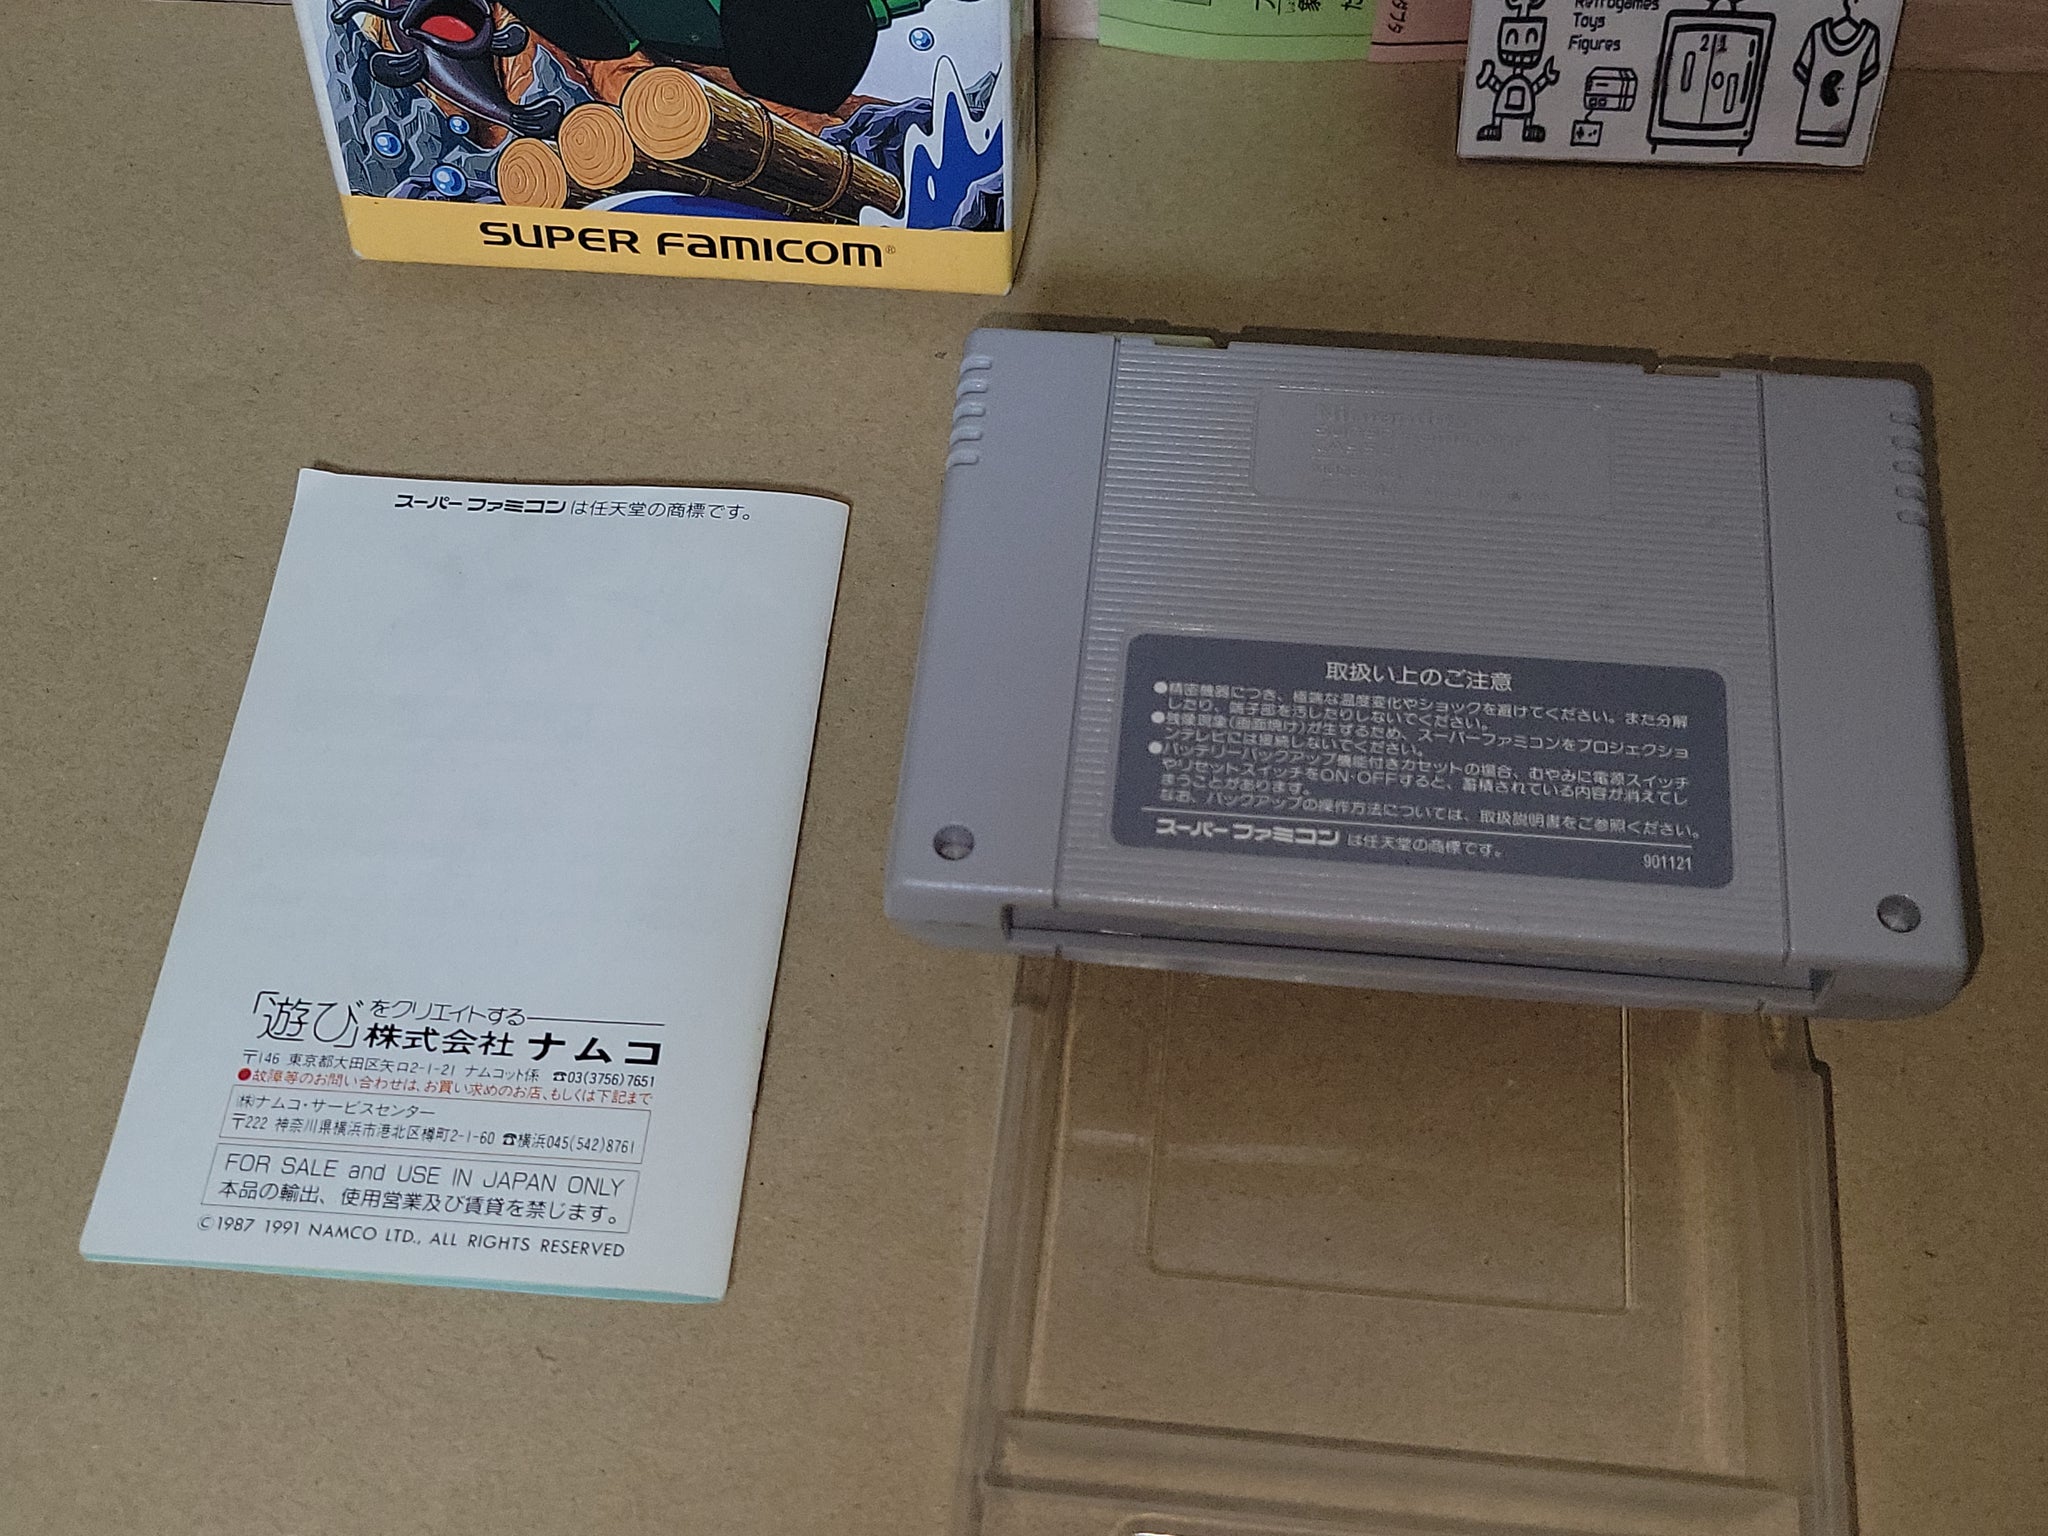 Retrogames
Toys
Figures
SUPER FAMICOM®
スーパーファミコンは任天堂の商標です。
「遊び」をクリエイトする
株式会社ナムコ
〒146 東京都大田区矢口2-1-21 ナムコット係 ☎03(3756)7651
●故障等のお問い合わせは、お買い求めのお店、もしくは下記まで
㈱ナムコ・サービスセンター
〒222 神奈川県横浜市港北区樽町2-1-60 ☎横浜045(542)8761
FOR SALE and USE IN JAPAN ONLY
本品の輸出、使用営業及び賃貸を禁じます。
©1987 1991 NAMCO LTD., ALL RIGHTS RESERVED
取扱い上のご注意
●精密機器につき、極端な温度変化やショックを避けてください。また分解
したり、端子部を汚したりしないでください。
●残像現象(画面焼け)が生ずるため、スーパーファミコンをプロジェクショ
ンテレビには接続しないでください。
●バッテリーバックアップ機能付きカセットの場合、むやみに電源スイッチ
やリセットスイッチをON・OFFすると、蓄積されている内容が消えてし
まうことがあります。
なお、バックアップの操作方法については、取扱説明書をご参照ください。
スーパーファミコンは任天堂の商標です。
901121